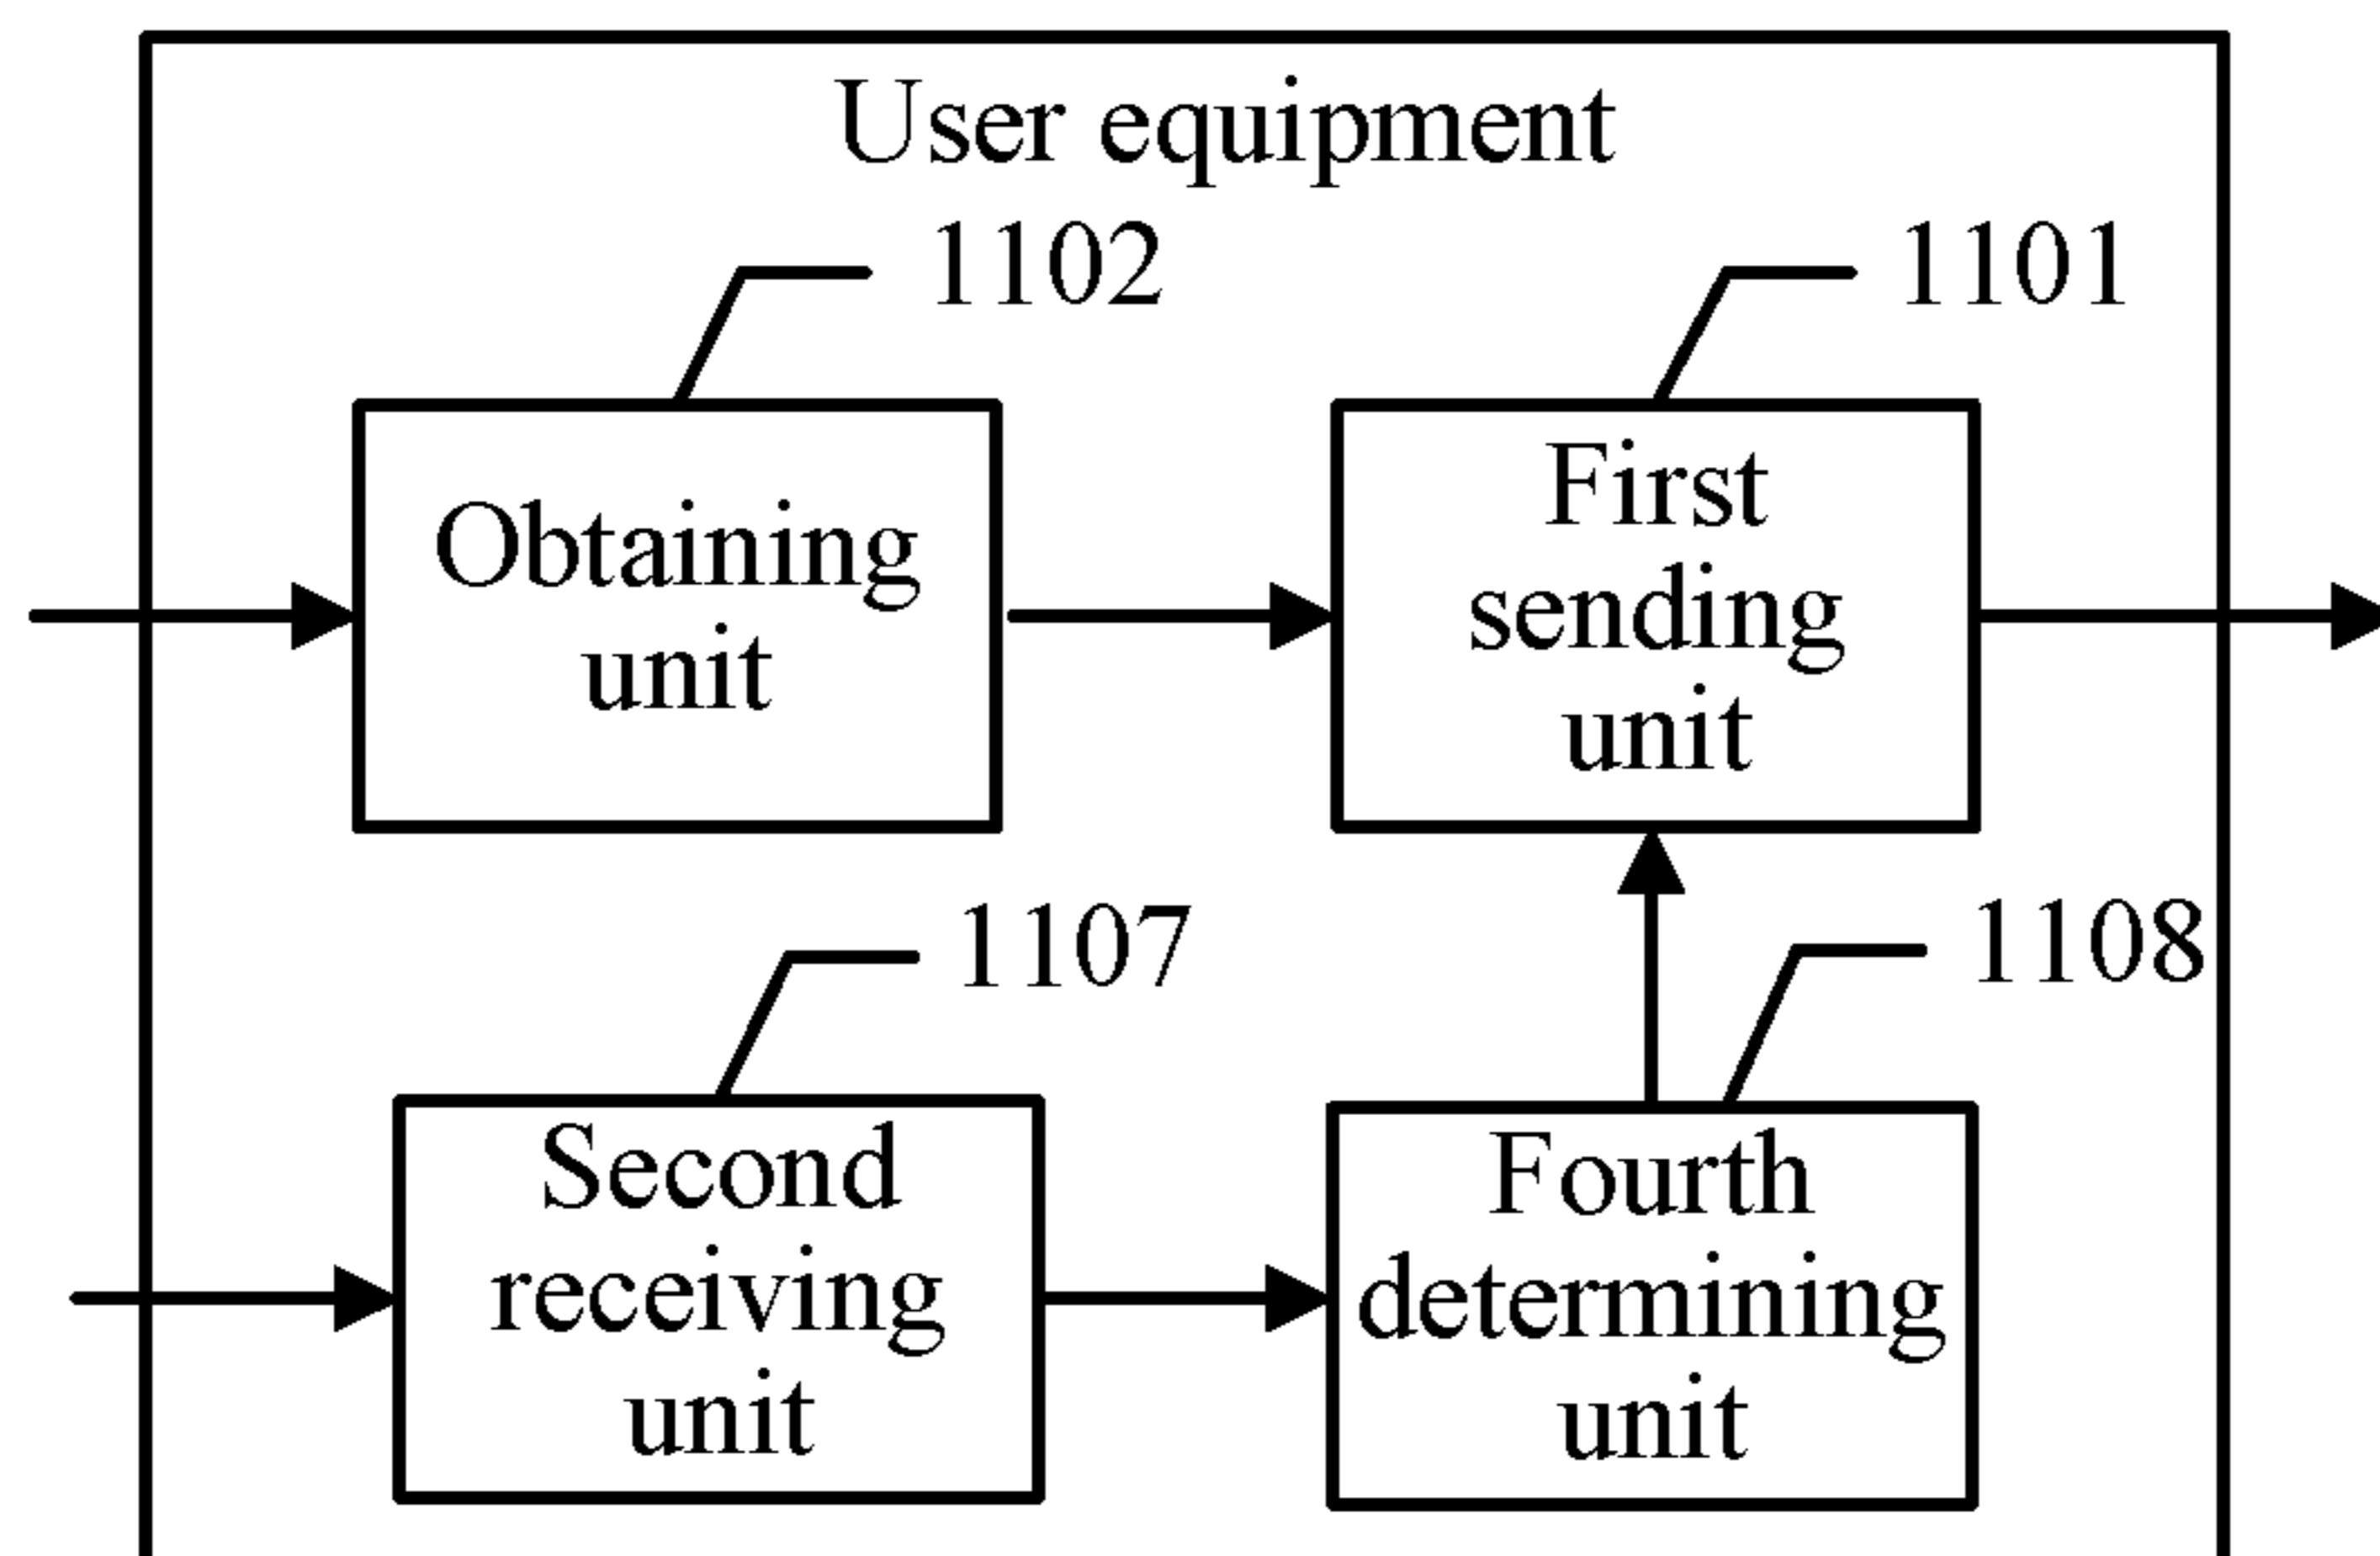 User equipment
1102
1101
Obtaining
unit
First
sending
unit
1107
1108
Second
receiving
unit
Fourth
determining
unit